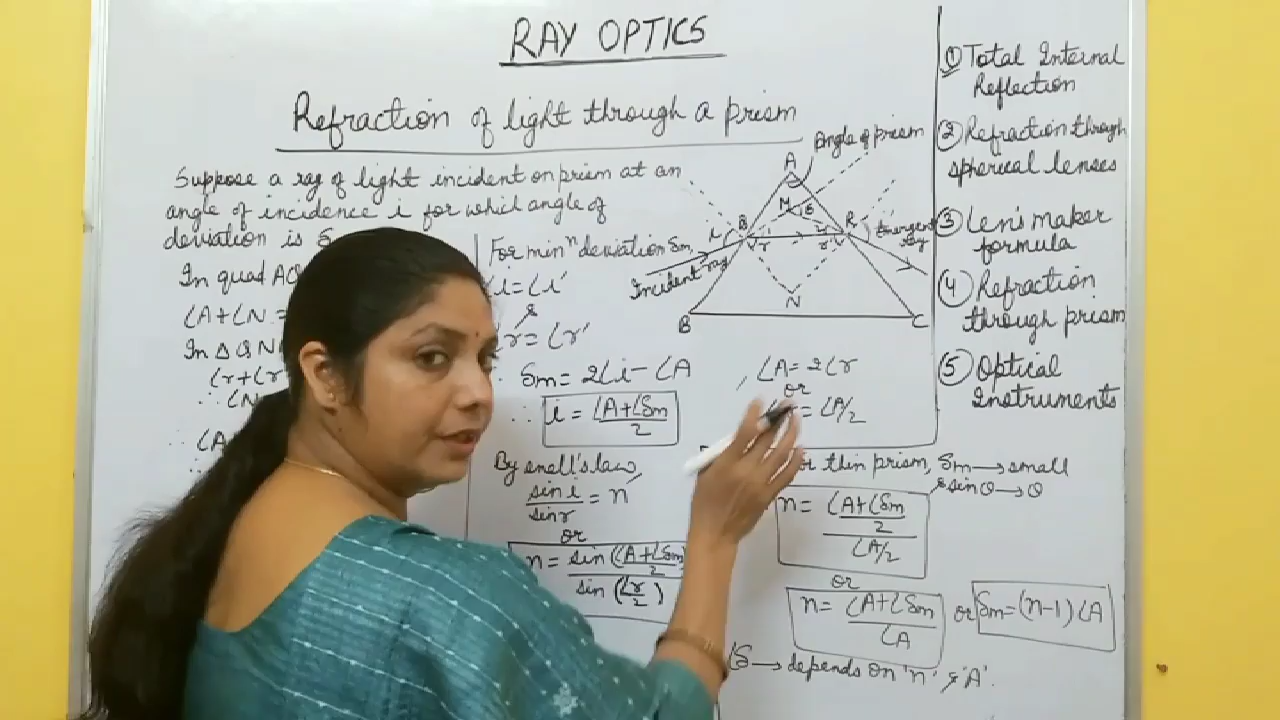 RAY OPTICS
Refraction of light through a prism
Suppose a ray of light incident on prism at an
angle of incidence i for which angle of
deviation is δ
In quad AQ
∠A+∠N =
In Δ QN
∠r+∠r
∴ ∠N
∴ ∠A
For minⁿ deviation δm,
∠i = ∠i'
&
r = ∠r'
δm = 2∠i - ∠A
∴ i = (∠A+∠δm)/2
By snell's law,
sin i / sin r = n
or
n = sin (∠A+∠δm)/2 / sin (∠r/2)
Angle of prism
A
M
δ
B
R
i
r
r'
Emergent ray
Incident ray
N
B
C
∠A = 2∠r
or
= ∠A/2
or thin prism, δm → small
& sin θ → θ
n = (∠A+∠δm)/2 / ∠A/2
or
n = (∠A+∠δm) / ∠A
or δm = (n-1) ∠A
∠δ → depends on 'n' & 'A'.
① Total Internal
Reflection
② Refraction through
spherical lenses
③ Len's maker
formula
④ Refraction
through prism
⑤ Optical
Instruments